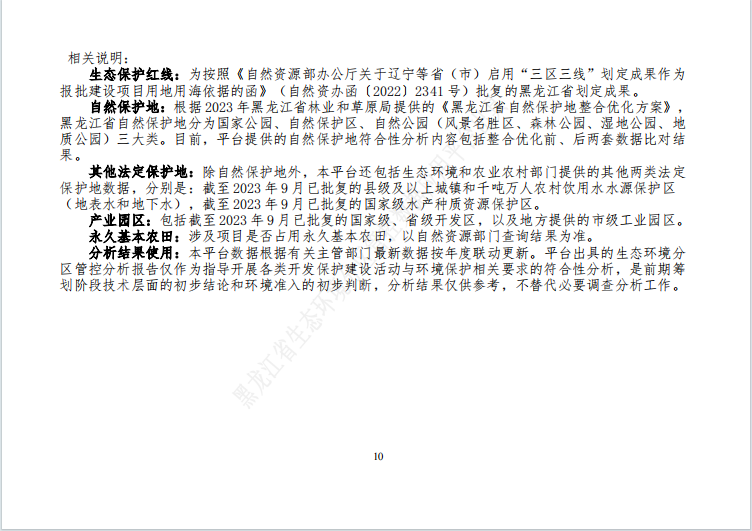 相关说明：
生态保护红线：为按照《自然资源部办公厅关于辽宁等省（市）启用“三区三线”划定成果作为
报批建设项目用地用海依据的函》（自然资办函〔2022〕2341号）批复的黑龙江省划定成果。
自然保护地：根据2023年黑龙江省林业和草原局提供的《黑龙江省自然保护地整合优化方案》，
黑龙江省自然保护地分为国家公园、自然保护区、自然公园（风景名胜区、森林公园、湿地公园、地
质公园）三大类。目前，平台提供的自然保护地符合性分析内容包括整合优化前、后两套数据比对结
果。
其他法定保护地：除自然保护地外，本平台还包括生态环境和农业农村部门提供的其他两类法定
保护地数据，分别是：截至2023年9月已批复的县级及以上城镇和千吨万人农村饮用水水源保护区
（地表水和地下水），截至2023年9月已批复的国家级水产种质资源保护区。
产业园区：包括截至2023年9月已批复的国家级、省级开发区，以及地方提供的市级工业园区。
永久基本农田：涉及项目是否占用永久基本农田，以自然资源部门查询结果为准。
分析结果使用：本平台数据根据有关主管部门最新数据按年度联动更新。平台出具的生态环境分
区管控分析报告仅作为指导开展各类开发保护建设活动与环境保护相关要求的符合性分析，是前期筹
划阶段技术层面的初步结论和环境准入的初步判断，分析结果仅供参考，不替代必要调查分析工作。
黑龙江省生态环境
10